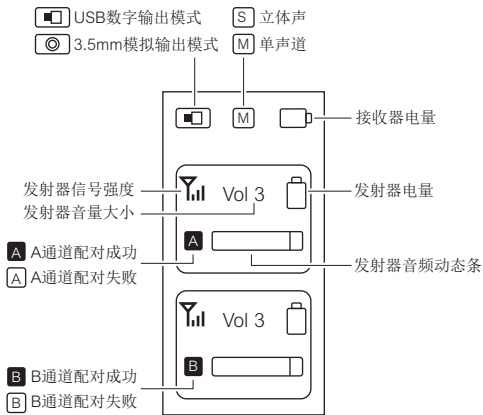 USB数字输出模式
S 立体声
3.5mm模拟输出模式
M 单声道
M
接收器电量
发射器信号强度
Vol 3
发射器电量
发射器音量大小
A A通道配对成功
A
A A通道配对失败
发射器音频动态条
Vol 3
B B通道配对成功
B
B B通道配对失败